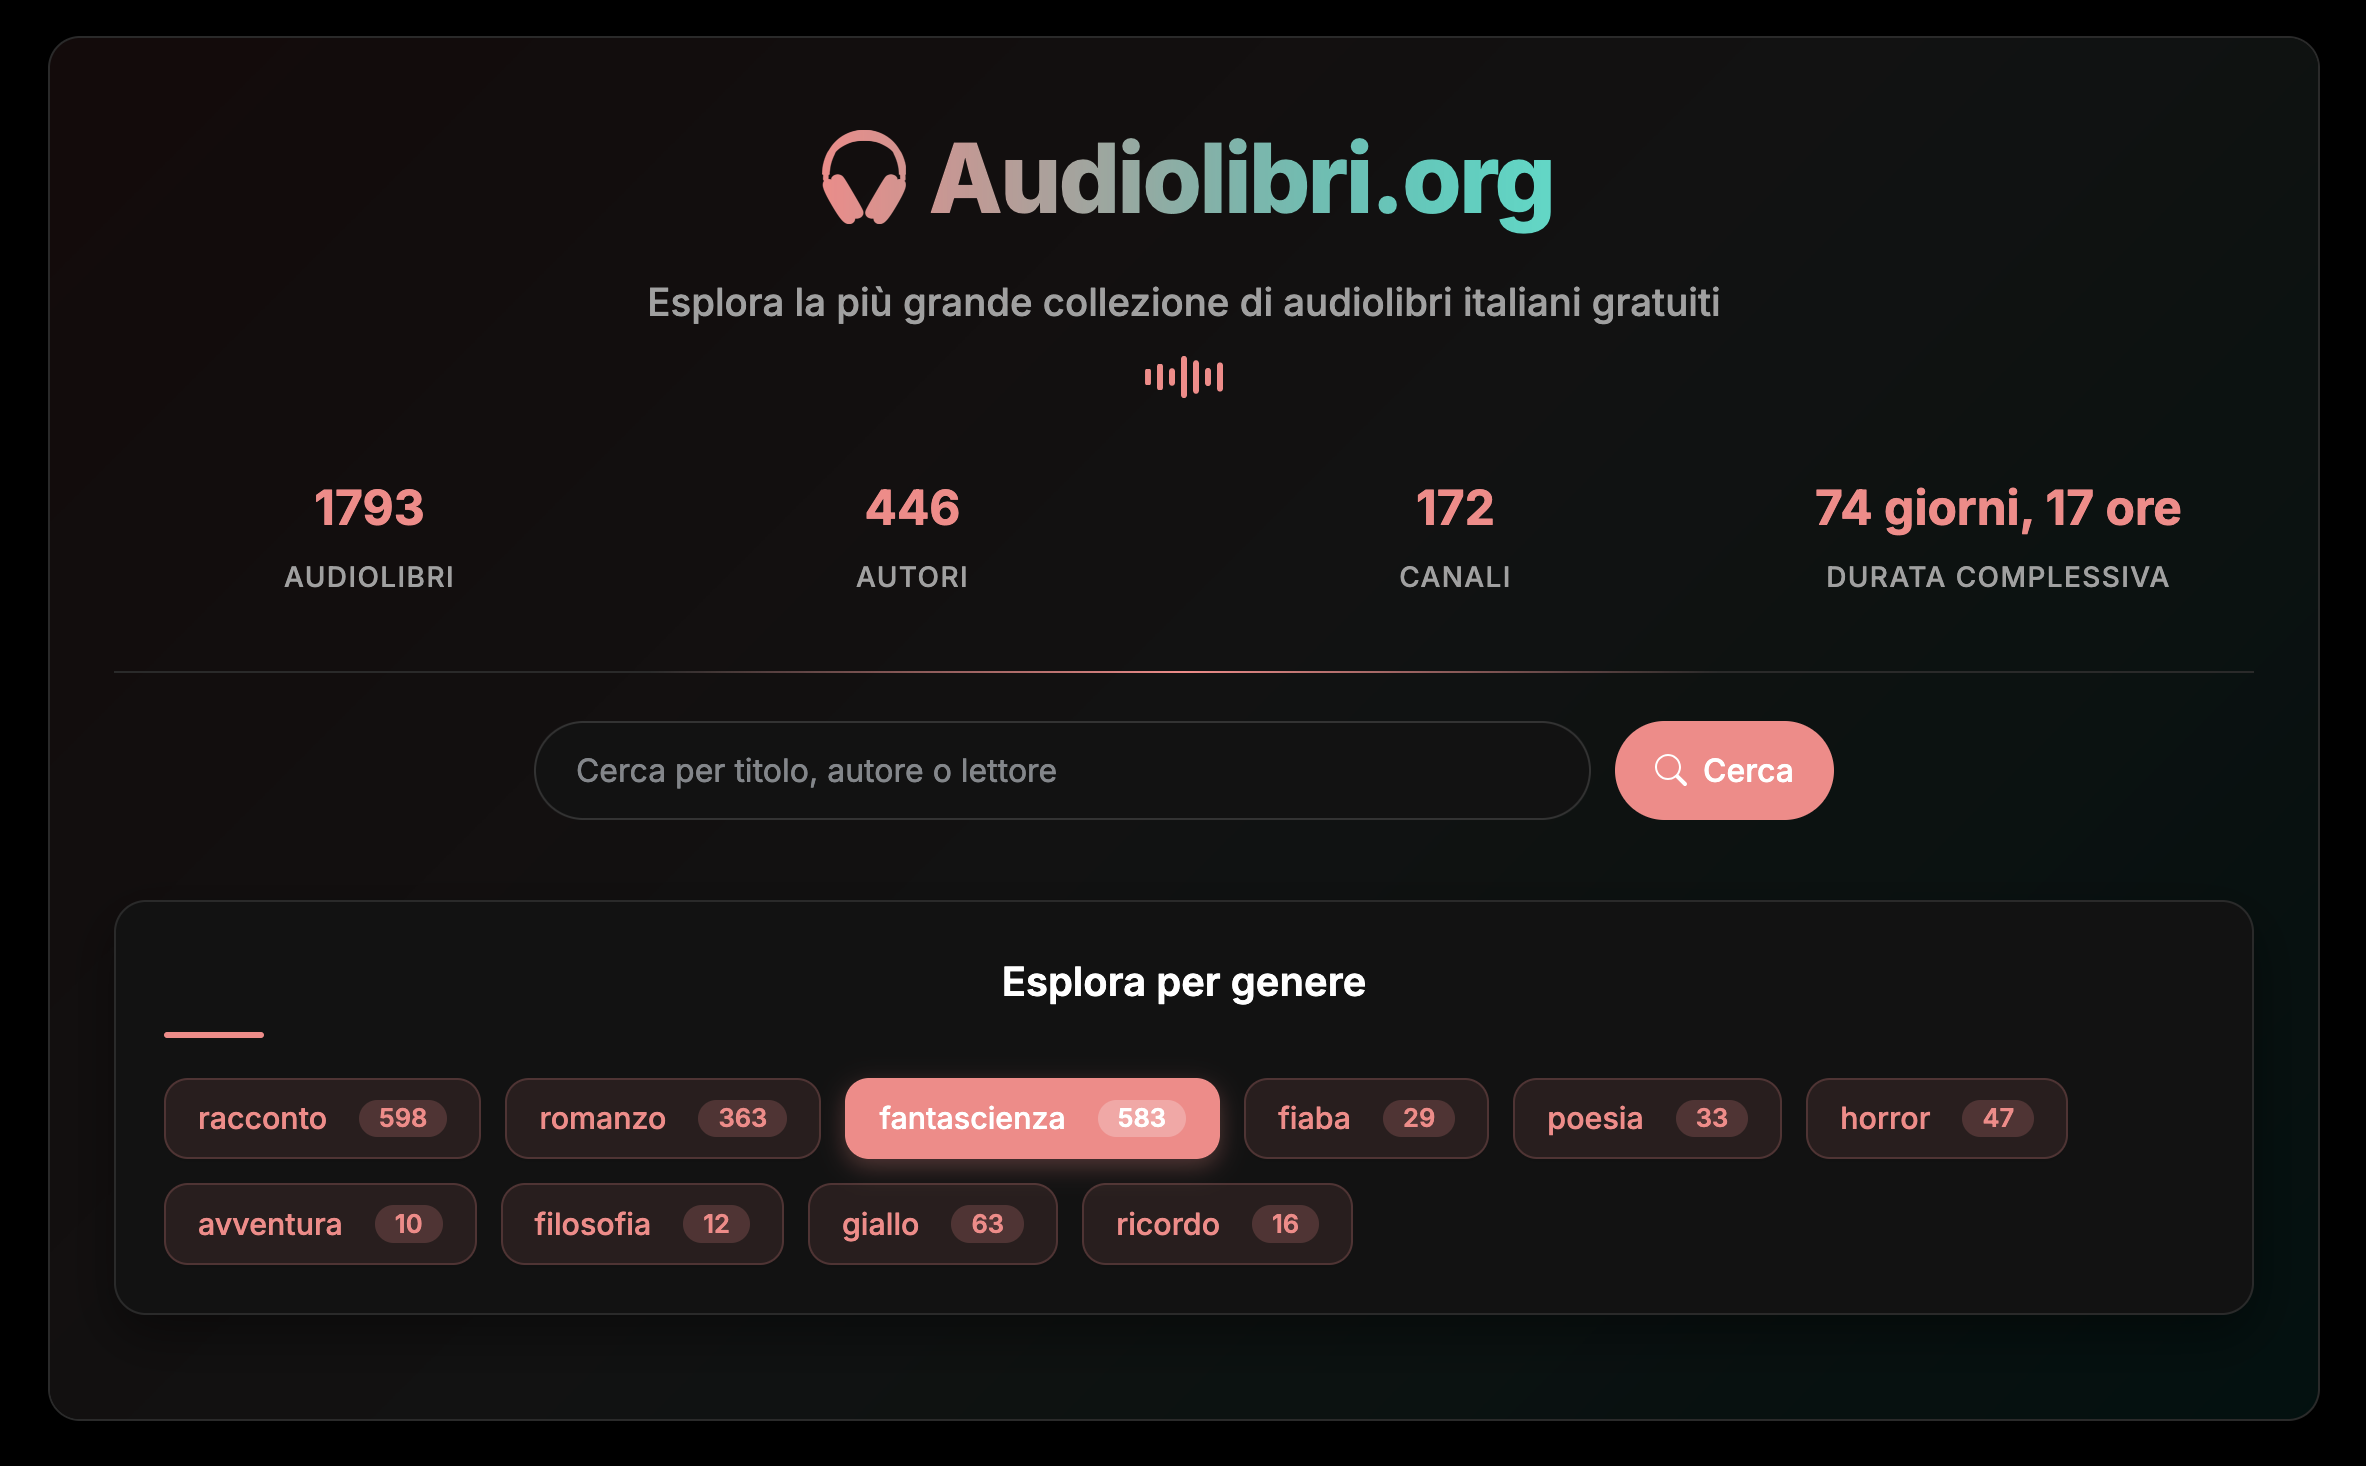 Audiolibri.org
Esplora la più grande collezione di audiolibri italiani gratuiti
1793
AUDIOLIBRI
446
AUTORI
172
CANALI
74 giorni, 17 ore
DURATA COMPLESSIVA
Cerca per titolo, autore o lettore
Cerca
Esplora per genere
racconto 598
romanzo 363
fantascienza 583
fiaba 29
poesia 33
horror 47
avventura 10
filosofia 12
giallo 63
ricordo 16